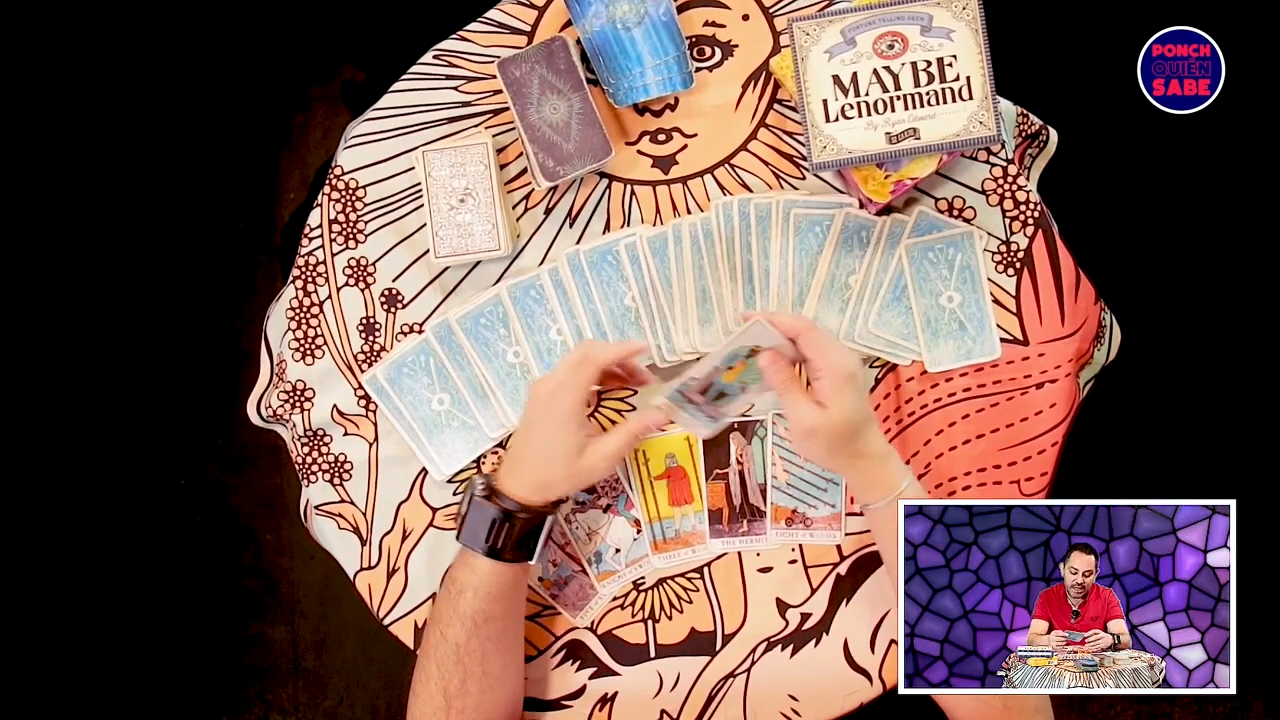 PONCH
QUIÉN
SABE
FORTUNE TELLING DECK
MAYBE
Lenormand
By Ryan Edward
THREE of WANDS
THE HERMIT
EIGHT of WANDS